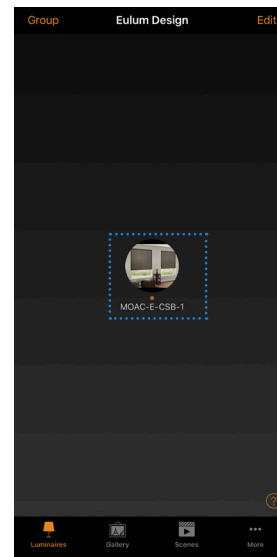 Group Eulum Design Edit
MOAC-E-CSB-1
?
Luminaires Gallery Scenes More